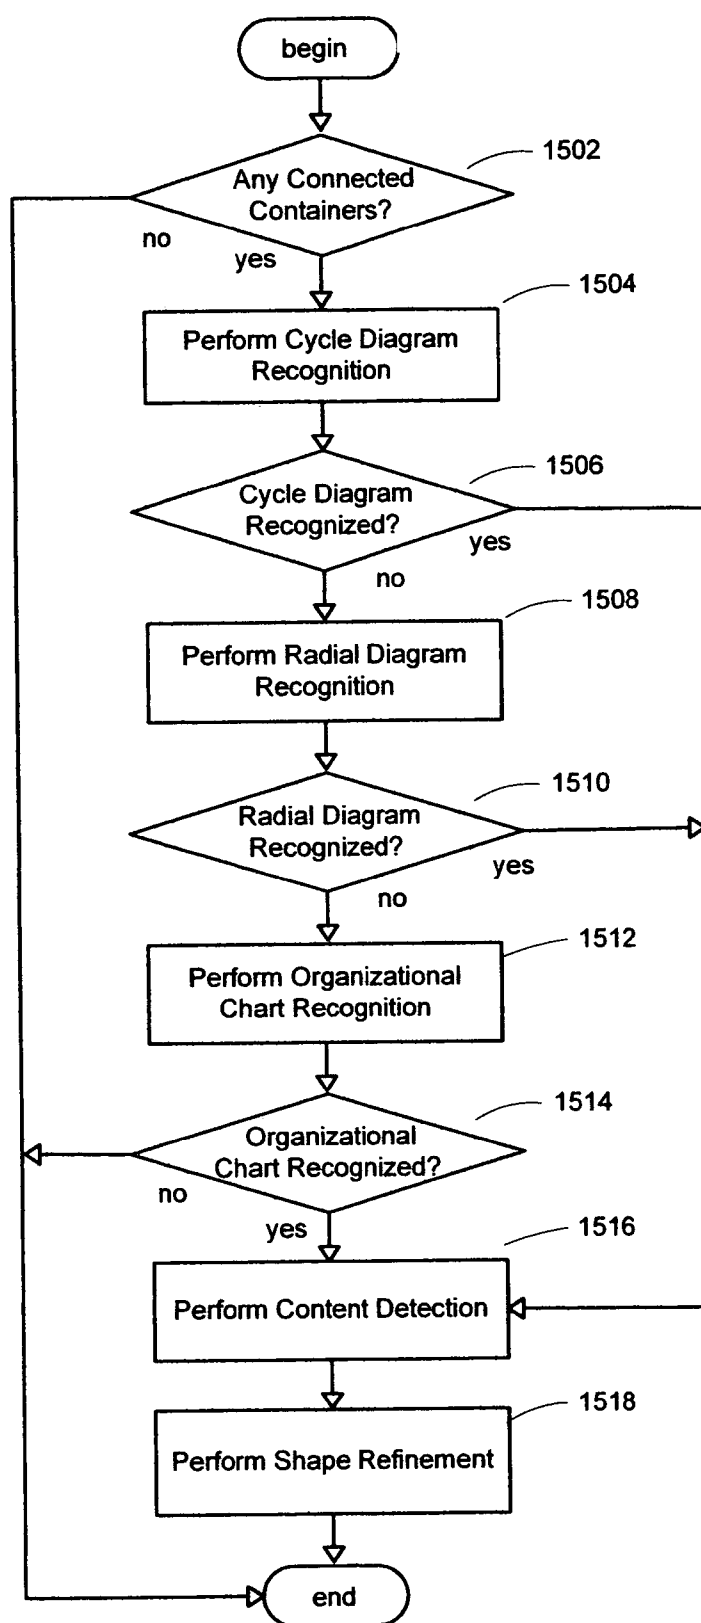 begin
1502
Any Connected
Containers?
no
yes
1504
Perform Cycle Diagram
Recognition
1506
Cycle Diagram
Recognized?
yes
no
1508
Perform Radial Diagram
Recognition
1510
Radial Diagram
Recognized?
yes
no
1512
Perform Organizational
Chart Recognition
1514
Organizational
Chart Recognized?
no
yes
1516
Perform Content Detection
1518
Perform Shape Refinement
end